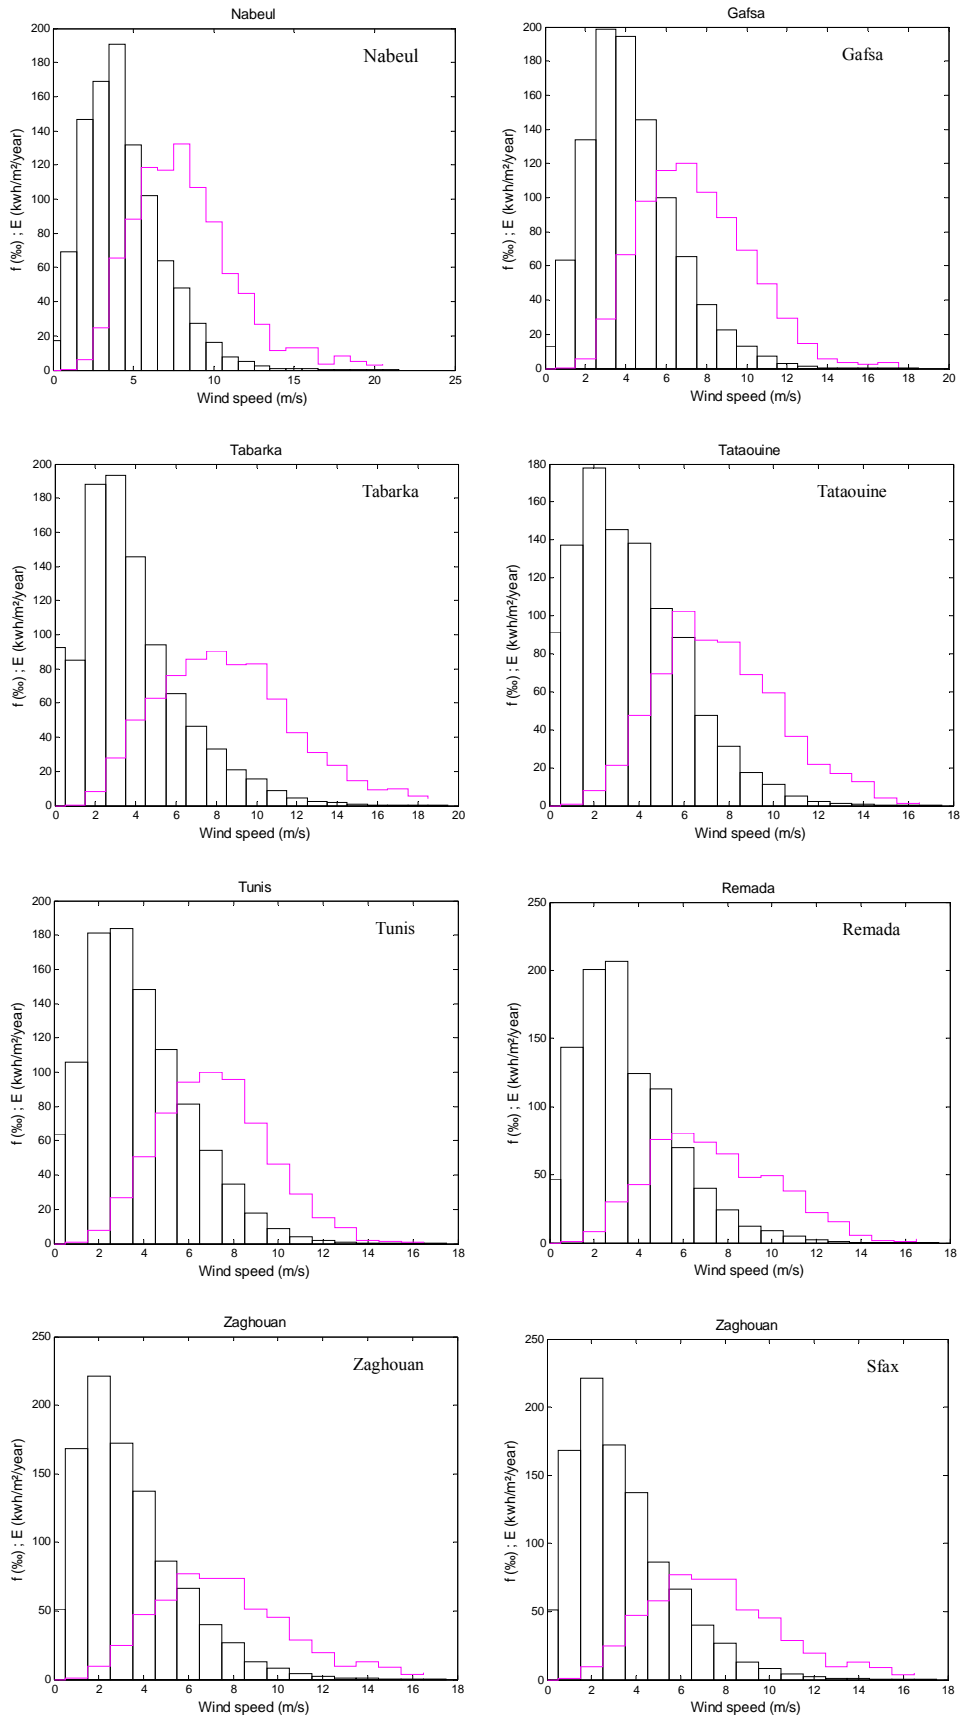 Nabeul
Nabeul
200
180
160
140
120
100
80
60
40
20
0
f (‰) ; E (kwh/m²/year)
0 5 10 15 20 25
Wind speed (m/s)
Gafsa
Gafsa
200
180
160
140
120
100
80
60
40
20
0
f (‰) ; E (kwh/m²/year)
0 2 4 6 8 10 12 14 16 18 20
Wind speed (m/s)
Tabarka
Tabarka
200
180
160
140
120
100
80
60
40
20
0
f (‰) ; E (kwh/m²/year)
0 2 4 6 8 10 12 14 16 18 20
Wind speed (m/s)
Tataouine
Tataouine
180
160
140
120
100
80
60
40
20
0
f (‰) ; E (kwh/m²/year)
0 2 4 6 8 10 12 14 16 18
Wind speed (m/s)
Tunis
Tunis
200
180
160
140
120
100
80
60
40
20
0
f (‰) ; E (kwh/m²/year)
0 2 4 6 8 10 12 14 16 18
Wind speed (m/s)
Remada
Remada
250
200
150
100
50
0
f (‰) ; E (kwh/m²/year)
0 2 4 6 8 10 12 14 16 18
Wind speed (m/s)
Zaghouan
Zaghouan
250
200
150
100
50
0
f (‰) ; E (kwh/m²/year)
0 2 4 6 8 10 12 14 16 18
Wind speed (m/s)
Zaghouan
Sfax
250
200
150
100
50
0
f (‰) ; E (kwh/m²/year)
0 2 4 6 8 10 12 14 16 18
Wind speed (m/s)